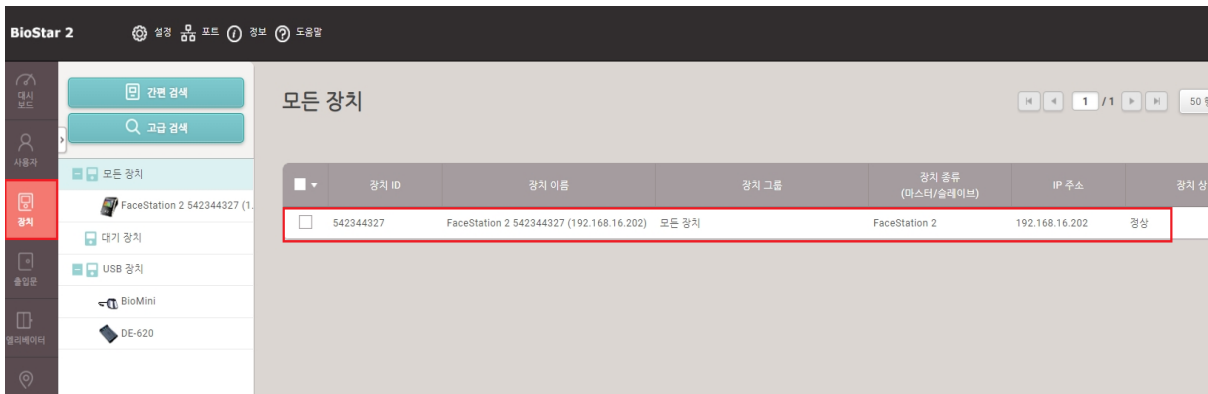 BioStar 2 설정 포트 정보 도움말
대시
보드
사용자
장치
출입문
엘리베이터
간편 검색
고급 검색
모든 장치
FaceStation 2 542344327 (1.
대기 장치
USB 장치
BioMini
DE-620
모든 장치
1 / 1
50 행
장치 ID 장치 이름 장치 그룹 장치 종류 (마스터/슬레이브) IP 주소 장치 상
542344327 FaceStation 2 542344327 (192.168.16.202) 모든 장치 FaceStation 2 192.168.16.202 정상